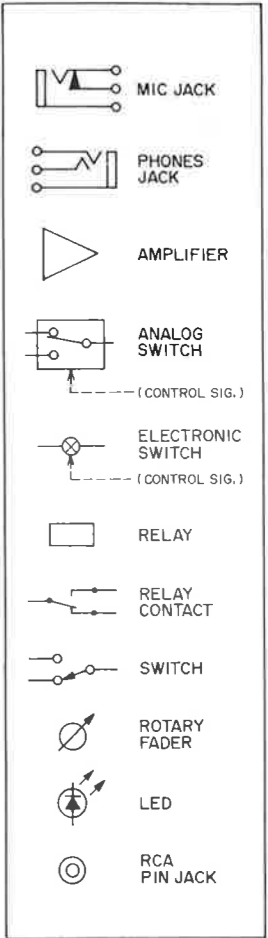 MIC JACK
PHONES
JACK
AMPLIFIER
ANALOG
SWITCH
(CONTROL SIG.)
ELECTRONIC
SWITCH
(CONTROL SIG.)
RELAY
RELAY
CONTACT
SWITCH
ROTARY
FADER
LED
RCA
PIN JACK